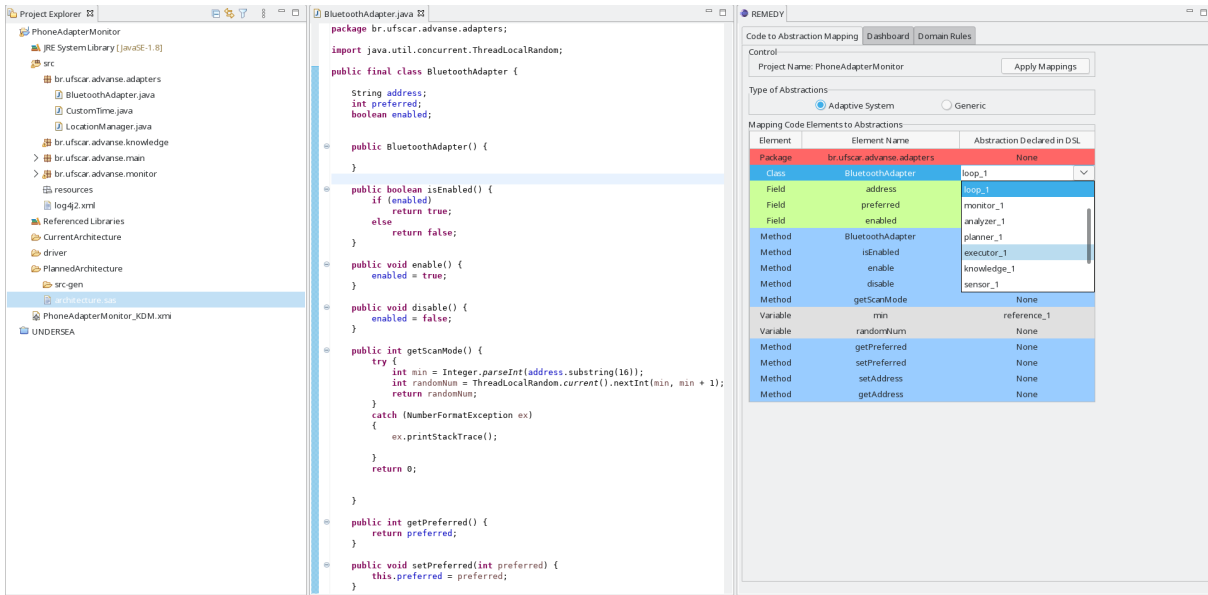 Project Explorer
PhoneAdapterMonitor
JRE System Library [JavaSE-1.8]
src
br.ufscar.advanse.adapters
BluetoothAdapter.java
CustomTime.java
LocationManager.java
br.ufscar.advanse.knowledge
br.ufscar.advanse.main
br.ufscar.advanse.monitor
resources
log4j2.xml
Referenced Libraries
CurrentArchitecture
driver
PlannedArchitecture
src-gen
architecture.sas
PhoneAdapterMonitor_KDM.xmi
UNDERSEA
BluetoothAdapter.java
package br.ufscar.advanse.adapters;
import java.util.concurrent.ThreadLocalRandom;
public final class BluetoothAdapter {
String address;
int preferred;
boolean enabled;
public BluetoothAdapter() {
}
public boolean isEnabled() {
if (enabled)
return true;
else
return false;
}
public void enable() {
enabled = true;
}
public void disable() {
enabled = false;
}
public int getScanMode() {
try {
int min = Integer.parseInt(address.substring(16));
int randomNum = ThreadLocalRandom.current().nextInt(min, min + 1);
return randomNum;
}
catch (NumberFormatException ex)
{
ex.printStackTrace();
}
return 0;
}
public int getPreferred() {
return preferred;
}
public void setPreferred(int preferred) {
this.preferred = preferred;
}
REMEDY
Code to Abstraction Mapping Dashboard Domain Rules
Control
Project Name: PhoneAdapterMonitor Apply Mappings
Type of Abstractions
Adaptive System Generic
Mapping Code Elements to Abstractions
Element Element Name Abstraction Declared in DSL
Package br.ufscar.advanse.adapters None
Class BluetoothAdapter loop_1
Field address loop_1
Field preferred monitor_1
Field enabled analyzer_1
Method BluetoothAdapter planner_1
Method isEnabled executor_1
Method enable knowledge_1
Method disable sensor_1
Method getScanMode None
Variable min reference_1
Variable randomNum None
Method getPreferred None
Method setPreferred None
Method setAddress None
Method getAddress None